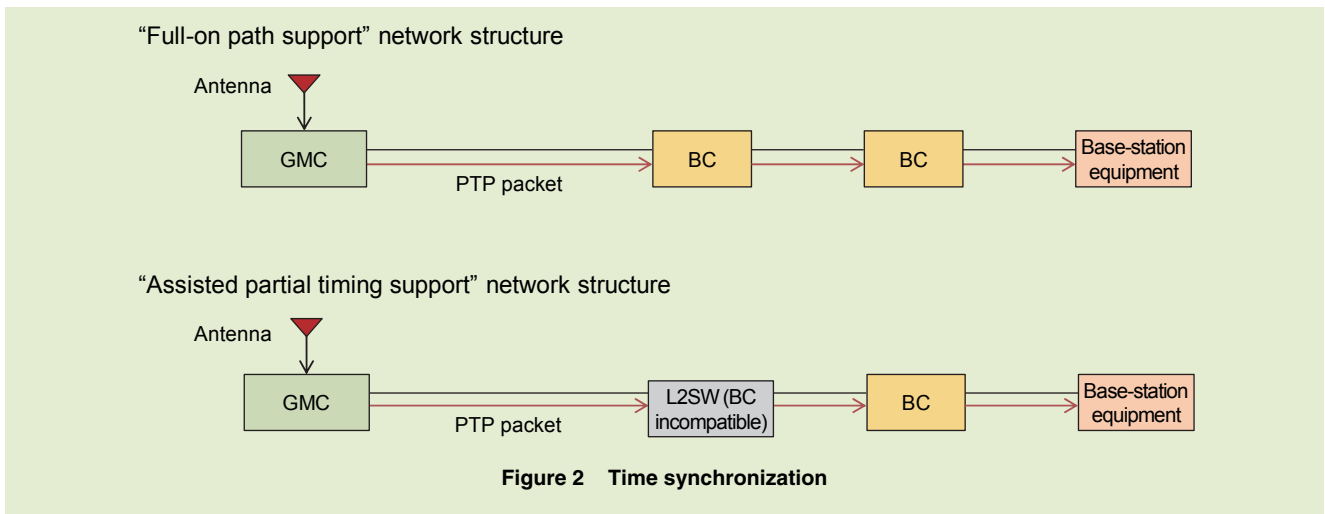 “Full-on path support” network structure
Antenna
GMC
PTP packet
BC
BC
Base-station
equipment
“Assisted partial timing support” network structure
Antenna
GMC
PTP packet
L2SW (BC
incompatible)
BC
Base-station
equipment
Figure 2 Time synchronization